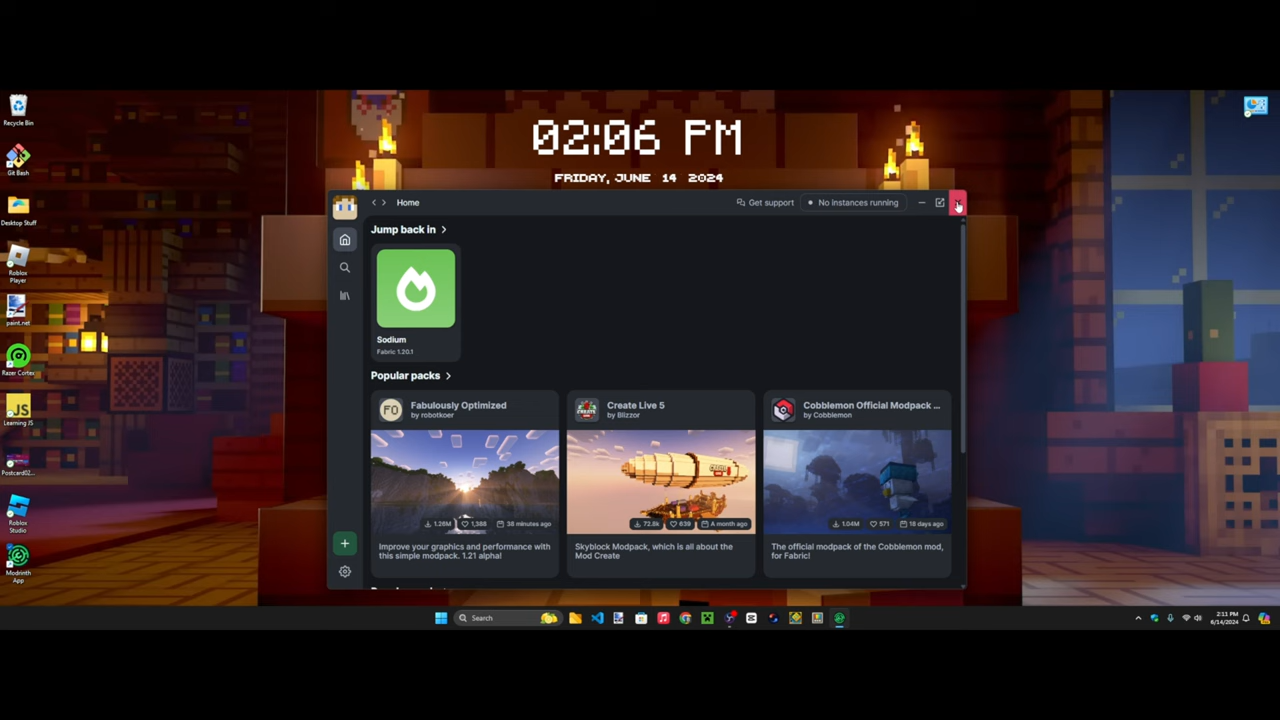 02:06 PM
FRIDAY, JUNE 14 2024
Recycle Bin
Git Bash
Desktop Stuff
Roblox
Player
paint.net
Razer Cortex
JS
Learning JS
Postcard02...
Roblox
Studio
Modrinth
App
Home
Get support
No instances running
Jump back in
Sodium
Fabric 1.20.1
Popular packs
FO
Fabulously Optimized
by robotkoer
1.26M
1,388
38 minutes ago
Improve your graphics and performance with
this simple modpack. 1.21 alpha!
CREATE
Create Live 5
by Blizzor
72.8k
639
A month ago
Skyblock Modpack, which is all about the
Mod Create
Cobblemon Official Modpack ...
by Cobblemon
1.04M
571
18 days ago
The official modpack of the Cobblemon mod,
for Fabric!
Search
2:11 PM
6/14/2024